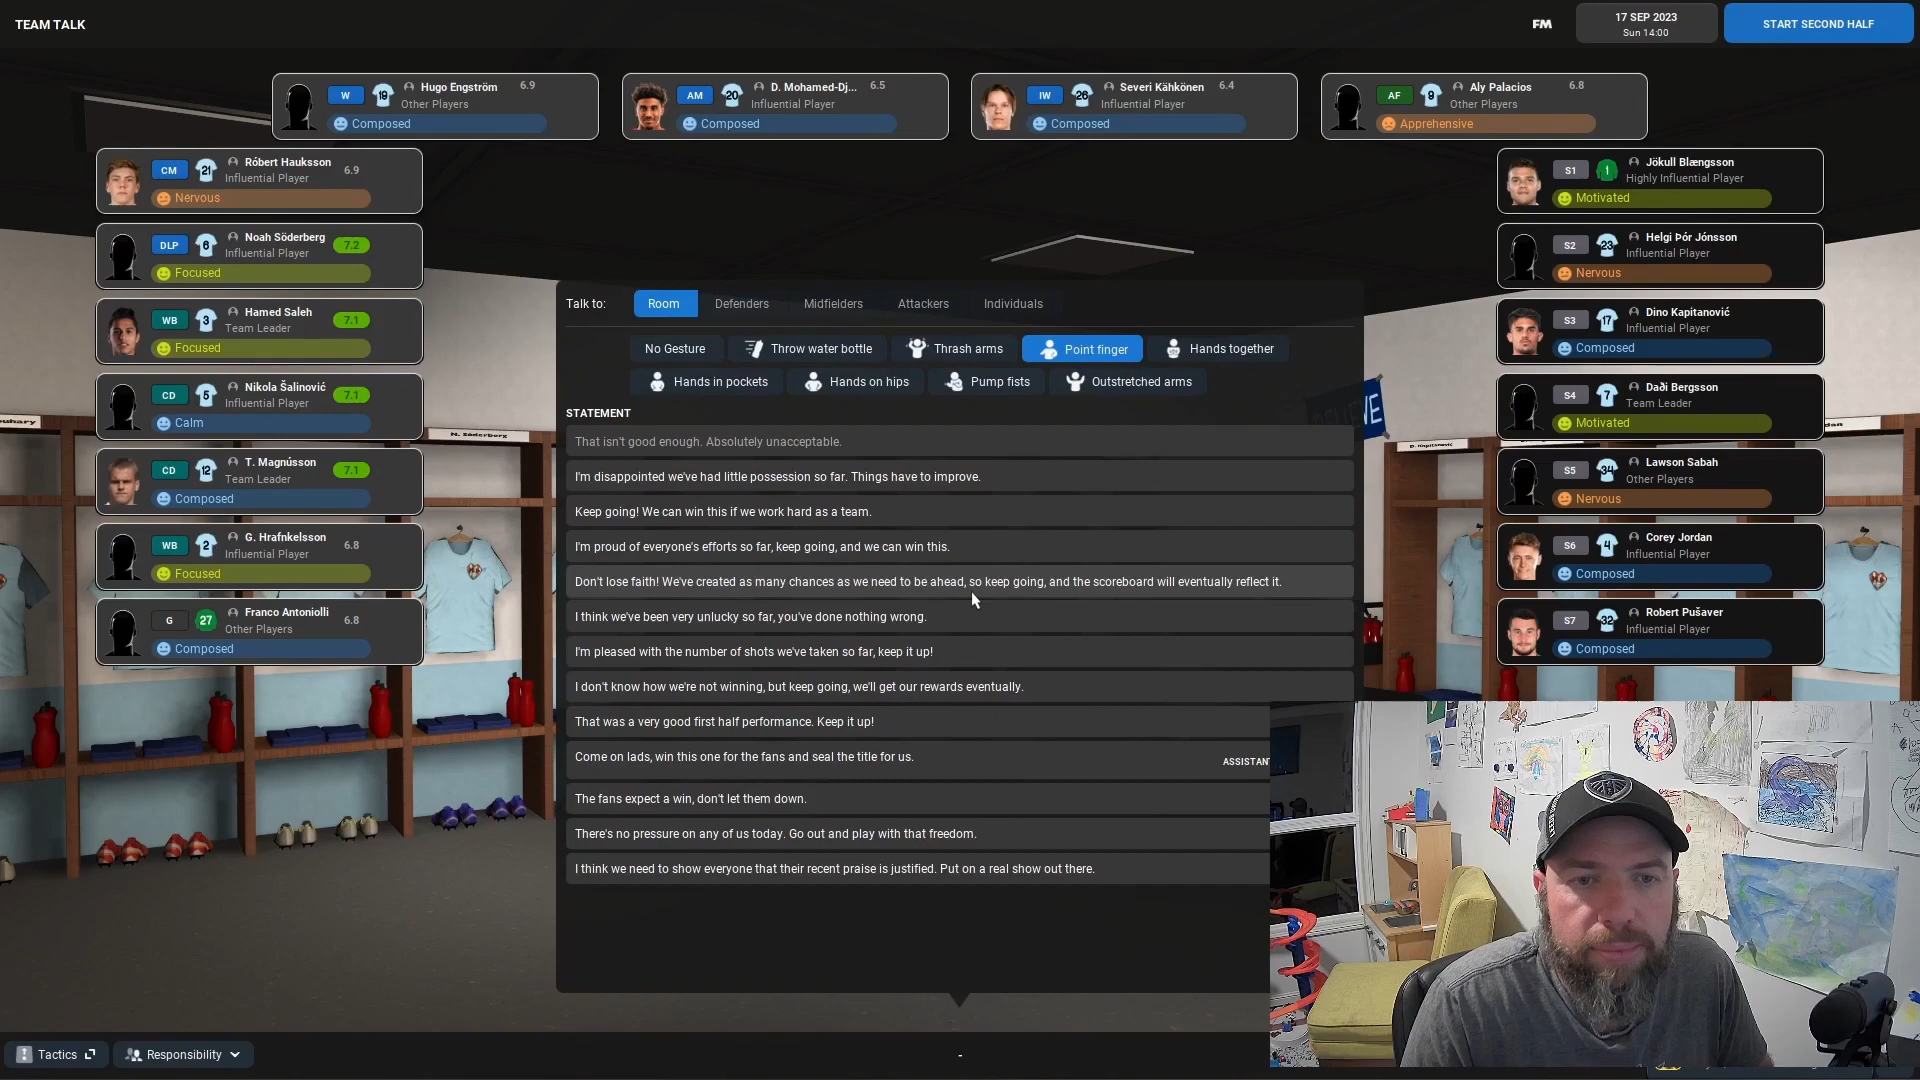 TEAM TALK
FM
17 SEP 2023
Sun 14:00
START SECOND HALF
W 19 Hugo Engström 6.9
Other Players
Composed
AM 20 D. Mohamed-Dj... 6.5
Influential Player
Composed
IW 26 Severi Kähkönen 6.4
Influential Player
Composed
AF 9 Aly Palacios 6.8
Other Players
Apprehensive
CM 21 Róbert Hauksson 6.9
Influential Player
Nervous
DLP 6 Noah Söderberg 7.2
Influential Player
Focused
WB 3 Hamed Saleh 7.1
Team Leader
Focused
CD 5 Nikola Šalinović 7.1
Influential Player
Calm
CD 12 T. Magnússon 7.1
Team Leader
Composed
WB 2 G. Hrafnkelsson 6.8
Influential Player
Focused
G 27 Franco Antoniolli 6.8
Other Players
Composed
S1 1 Jökull Blængsson
Highly Influential Player
Motivated
S2 23 Helgi Þór Jónsson
Influential Player
Nervous
S3 17 Dino Kapitanović
Influential Player
Composed
S4 7 Daði Bergsson
Team Leader
Motivated
S5 34 Lawson Sabah
Other Players
Nervous
S6 4 Corey Jordan
Influential Player
Composed
S7 32 Robert Pušaver
Influential Player
Composed
Talk to: Room Defenders Midfielders Attackers Individuals
No Gesture Throw water bottle Thrash arms Point finger Hands together
Hands in pockets Hands on hips Pump fists Outstretched arms
STATEMENT
That isn't good enough. Absolutely unacceptable.
I'm disappointed we've had little possession so far. Things have to improve.
Keep going! We can win this if we work hard as a team.
I'm proud of everyone's efforts so far, keep going, and we can win this.
Don't lose faith! We've created as many chances as we need to be ahead, so keep going, and the scoreboard will eventually reflect it.
I think we've been very unlucky so far, you've done nothing wrong.
I'm pleased with the number of shots we've taken so far, keep it up!
I don't know how we're not winning, but keep going, we'll get our rewards eventually.
That was a very good first half performance. Keep it up!
Come on lads, win this one for the fans and seal the title for us.
ASSISTANT
The fans expect a win, don't let them down.
There's no pressure on any of us today. Go out and play with that freedom.
I think we need to show everyone that their recent praise is justified. Put on a real show out there.
N. Söderberg
D. Kapitanović
Tactics
Responsibility
-